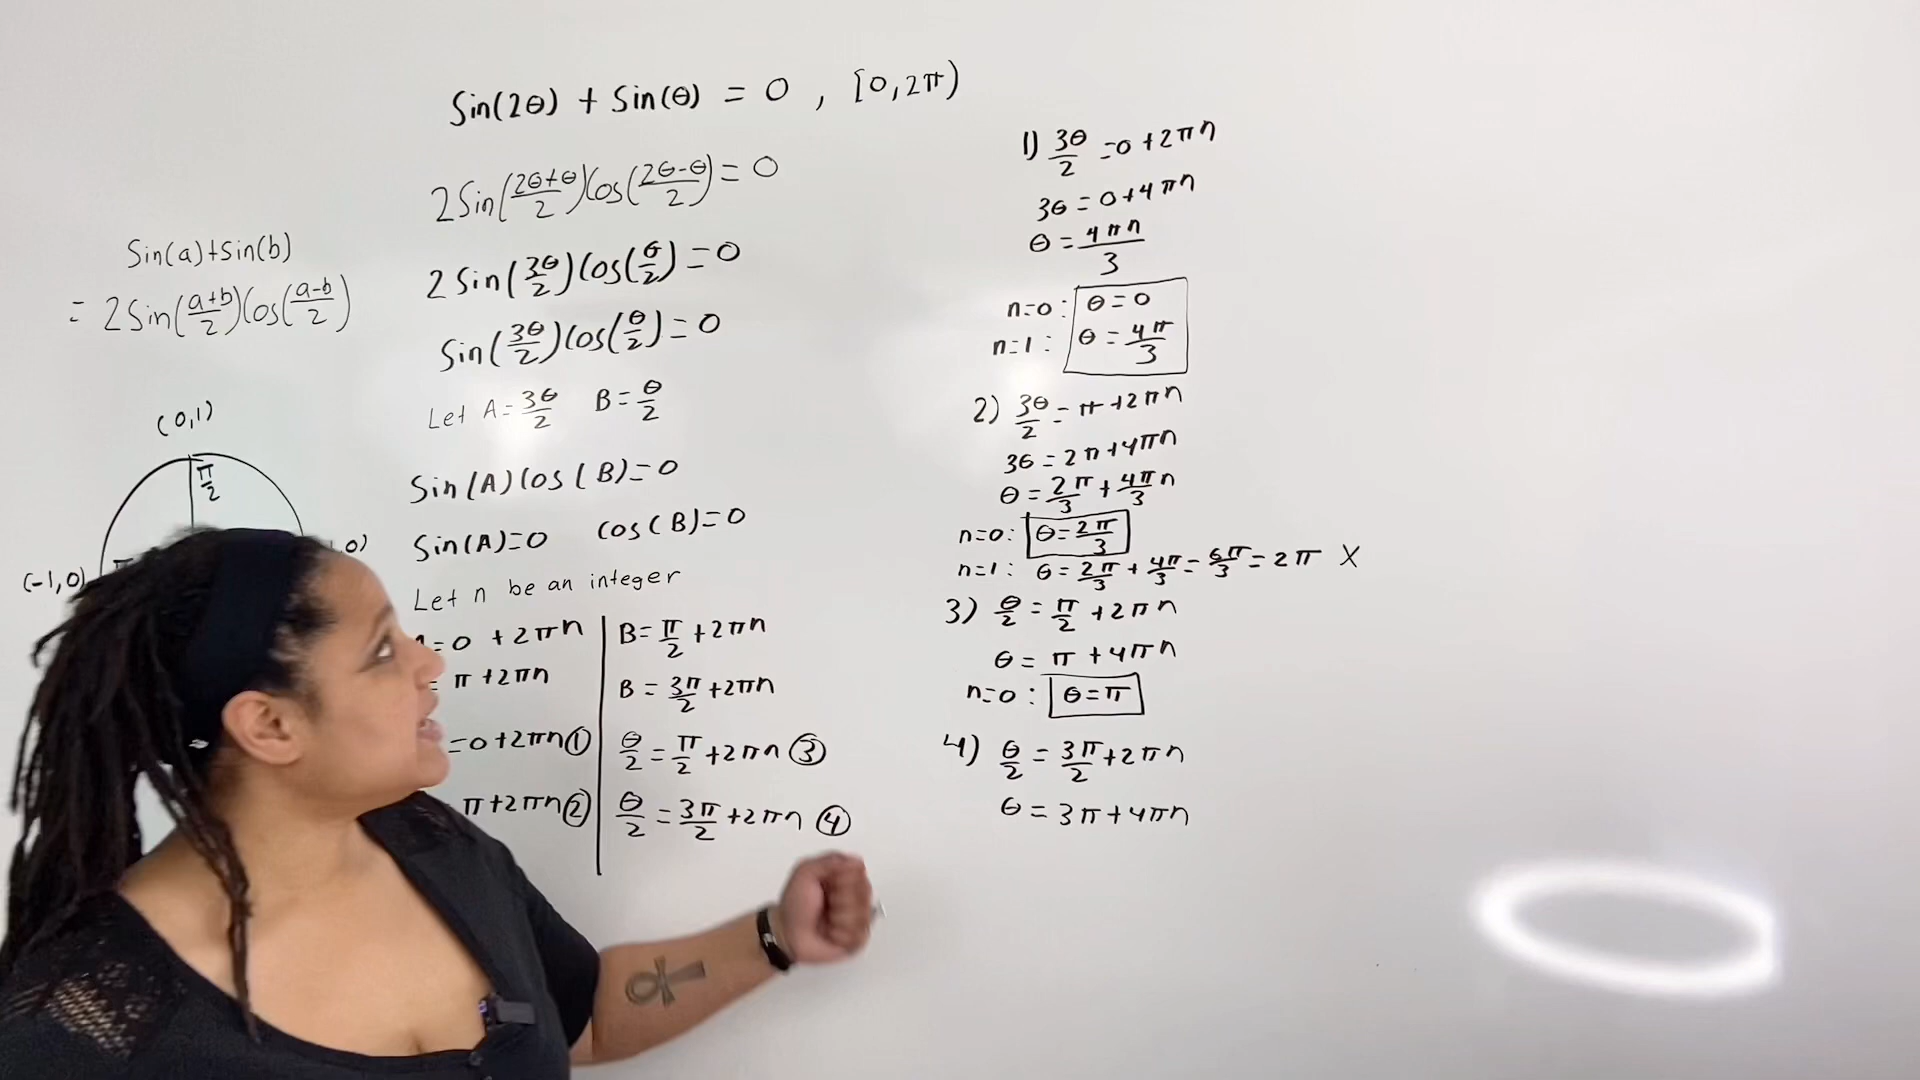 Sin(2θ) + Sin(θ) = 0 , [0,2π)
2Sin((2θ+θ)/2)Cos((2θ-θ)/2) = 0
2Sin(3θ/2)Cos(θ/2) = 0
Sin(3θ/2)Cos(θ/2) = 0
Let A = 3θ/2 B = θ/2
Sin(A)Cos(B) = 0
Sin(A) = 0 Cos(B) = 0
Let n be an integer
= 0 + 2πn
= π + 2πn
= 0 + 2πn ①
π + 2πn ②
B = π/2 + 2πn
B = 3π/2 + 2πn
θ/2 = π/2 + 2πn ③
θ/2 = 3π/2 + 2πn ④
Sin(a)+Sin(b)
= 2Sin((a+b)/2)Cos((a-b)/2)
(0,1)
π/2
(-1,0)
,0)
1) 3θ/2 = 0 + 2πn
3θ = 0 + 4πn
θ = 4πn/3
n=0 : θ = 0
n=1 : θ = 4π/3
2) 3θ/2 = π + 2πn
3θ = 2π + 4πn
θ = 2π/3 + 4π/3 n
n=0 : θ = 2π/3
n=1 : θ = 2π/3 + 4π/3 = 6π/3 = 2π X
3) θ/2 = π/2 + 2πn
θ = π + 4πn
n=0 : θ = π
4) θ/2 = 3π/2 + 2πn
θ = 3π + 4πn